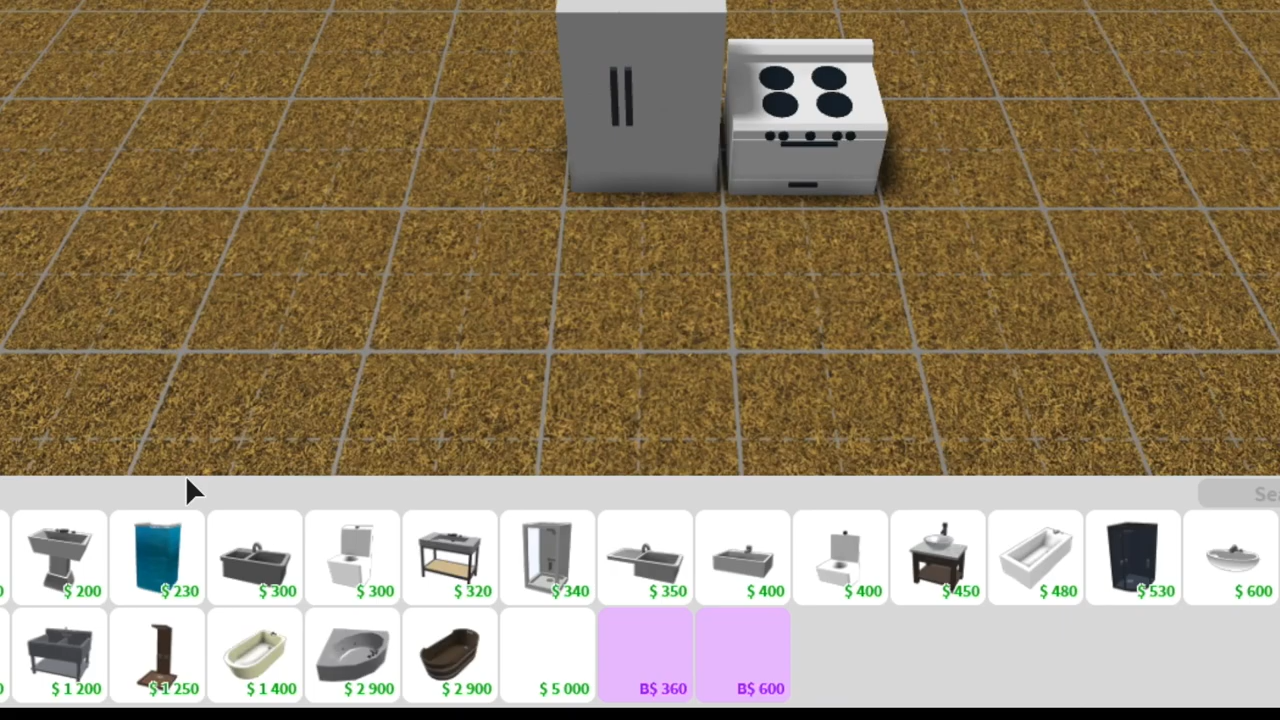 Sea
$ 200 $ 230 $ 300 $ 300 $ 320 $ 340 $ 350 $ 400 $ 400 $ 450 $ 480 $ 530 $ 600
$ 1 200 $ 1 250 $ 1 400 $ 2 900 $ 2 900 $ 5 000 B$ 360 B$ 600